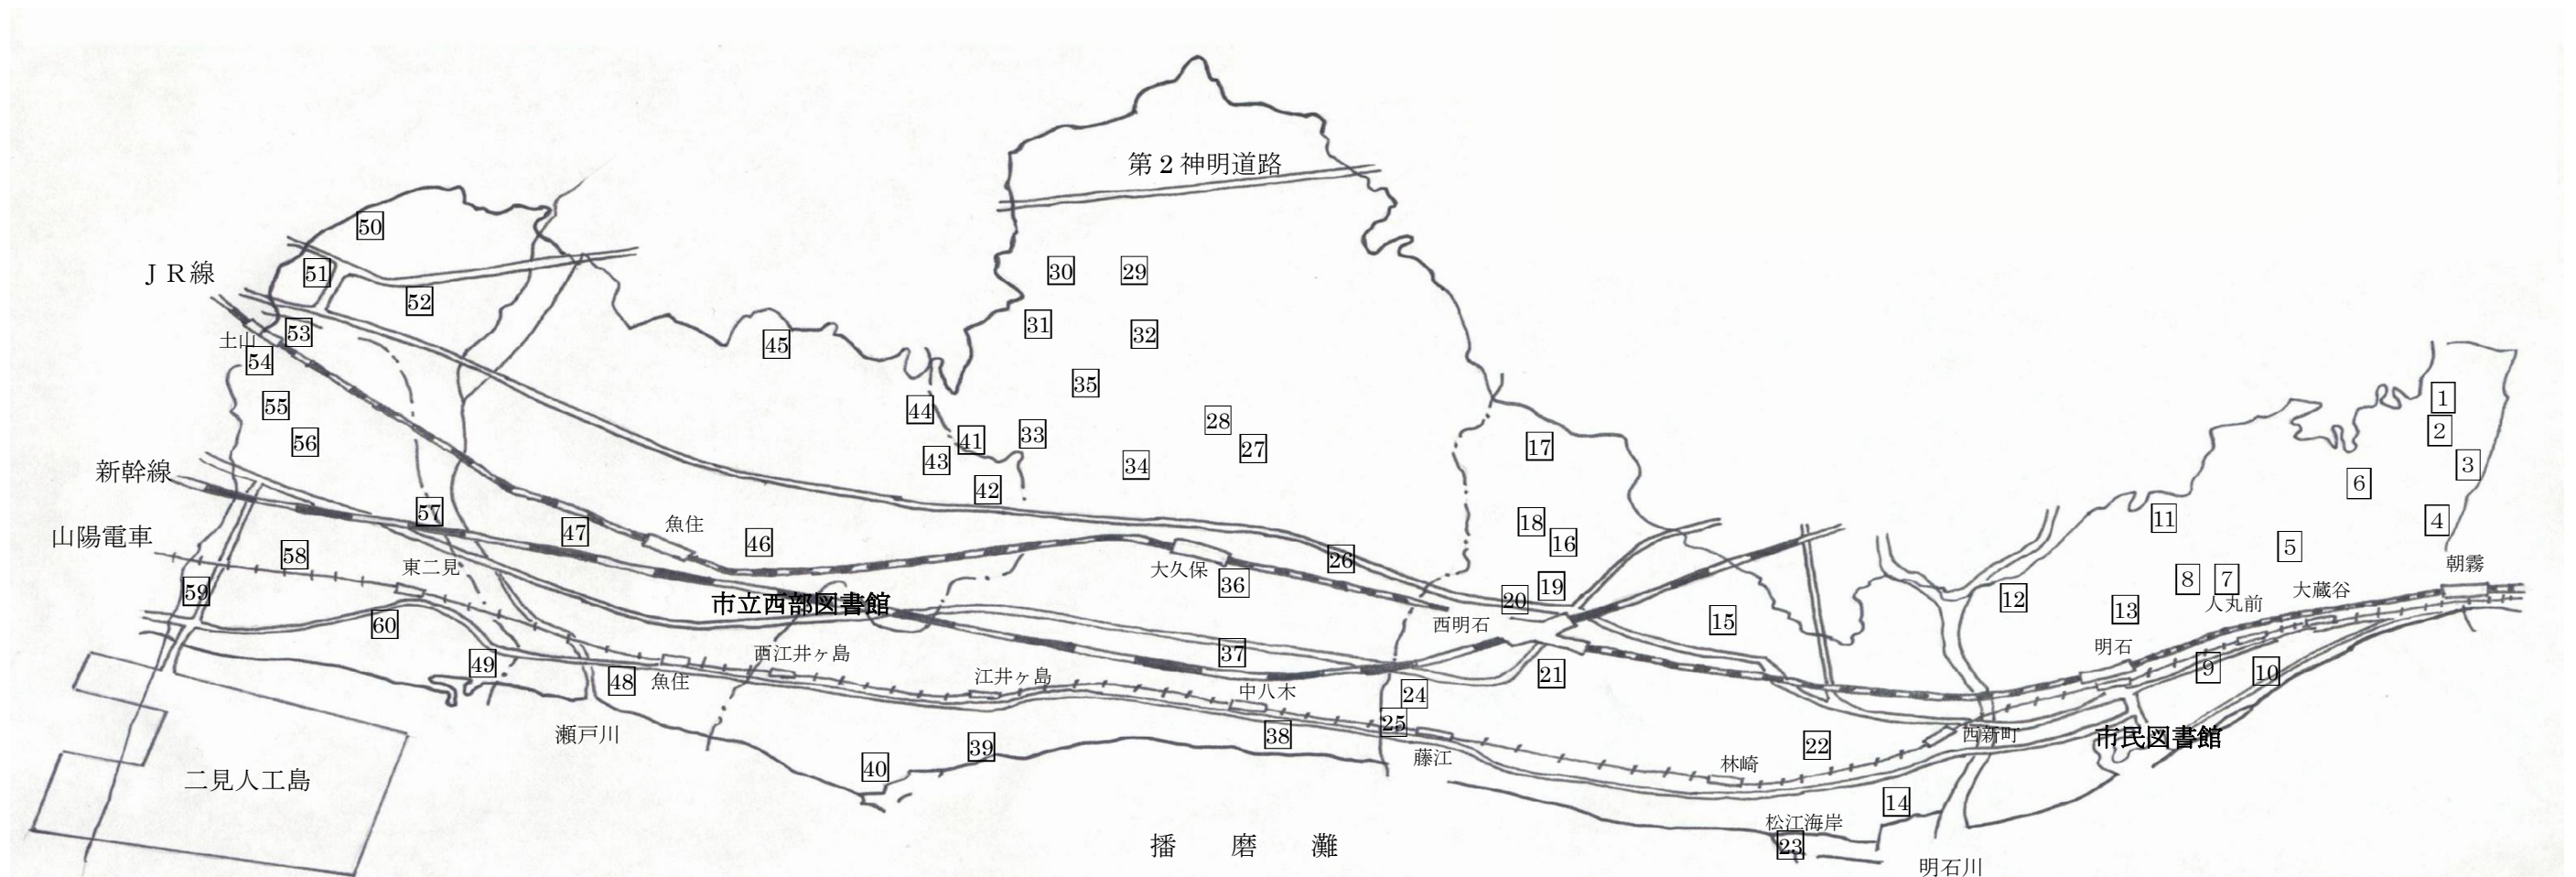 第2神明道路
50
30
29
51
ＪＲ線
52
31
53
32
土山
45
54
35
1
55
44
28
2
56
41
33
17
27
43
34
3
新幹線
42
6
57
18
11
4
47
魚住
46
16
5
山陽電車
58
26
東二見
大久保
36
19
8
7
朝霧
大蔵谷
59
市立西部図書館
20
12
人丸前
13
60
西明石
15
明石
49
西江井ヶ島
37
9
48
魚住
江井ヶ島
中八木
24
21
10
25
瀬戸川
38
西新町
市民図書館
39
藤江
22
40
林崎
二見人工島
14
松江海岸
播磨灘
23
明石川